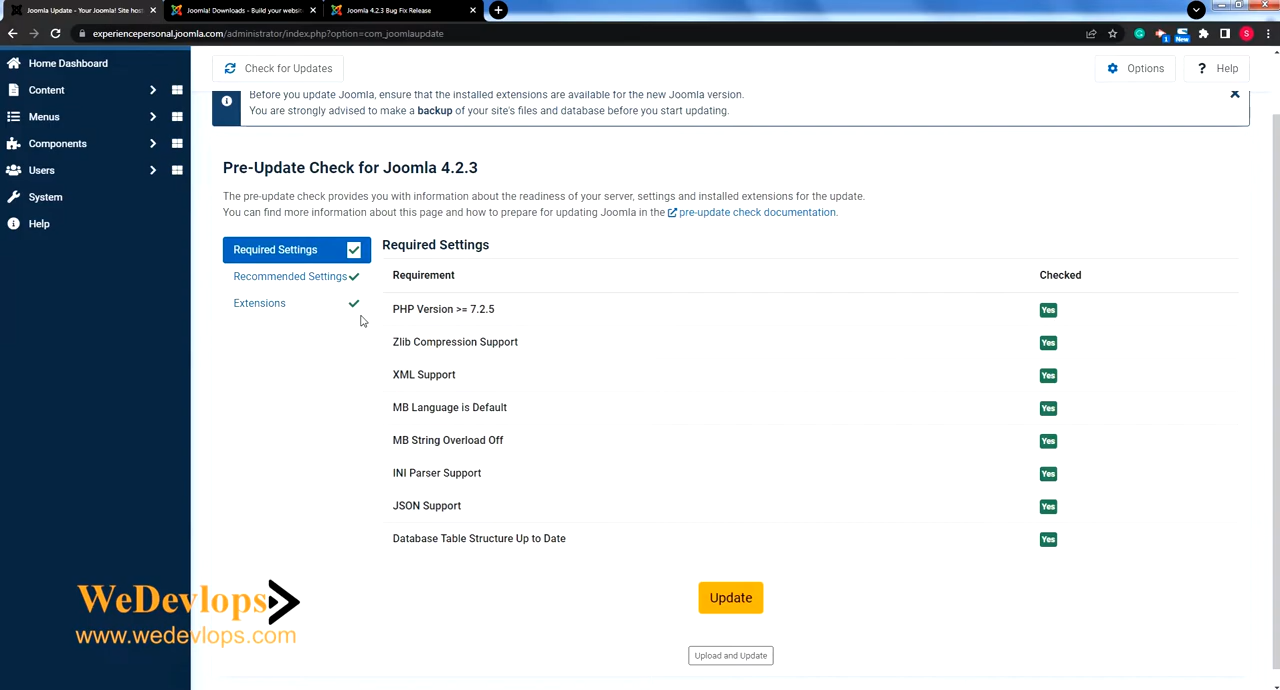 Joomla Update - Your Joomla! Site hos
Joomla! Downloads - Build your websit
Joomla 4.2.3 Bug Fix Release
experiencepersonal.joomla.com/administrator/index.php?option=com_joomlaupdate
1
New
S
Home Dashboard
Content
Menus
Components
Users
System
Help
Check for Updates
Options
? Help
Before you update Joomla, ensure that the installed extensions are available for the new Joomla version.
You are strongly advised to make a backup of your site's files and database before you start updating.
Pre-Update Check for Joomla 4.2.3
The pre-update check provides you with information about the readiness of your server, settings and installed extensions for the update.
You can find more information about this page and how to prepare for updating Joomla in the pre-update check documentation.
Required Settings
Recommended Settings
Extensions
Required Settings
Requirement Checked
PHP Version >= 7.2.5 Yes
Zlib Compression Support Yes
XML Support Yes
MB Language is Default Yes
MB String Overload Off Yes
INI Parser Support Yes
JSON Support Yes
Database Table Structure Up to Date Yes
Update
Upload and Update
WeDevlops
www.wedevlops.com